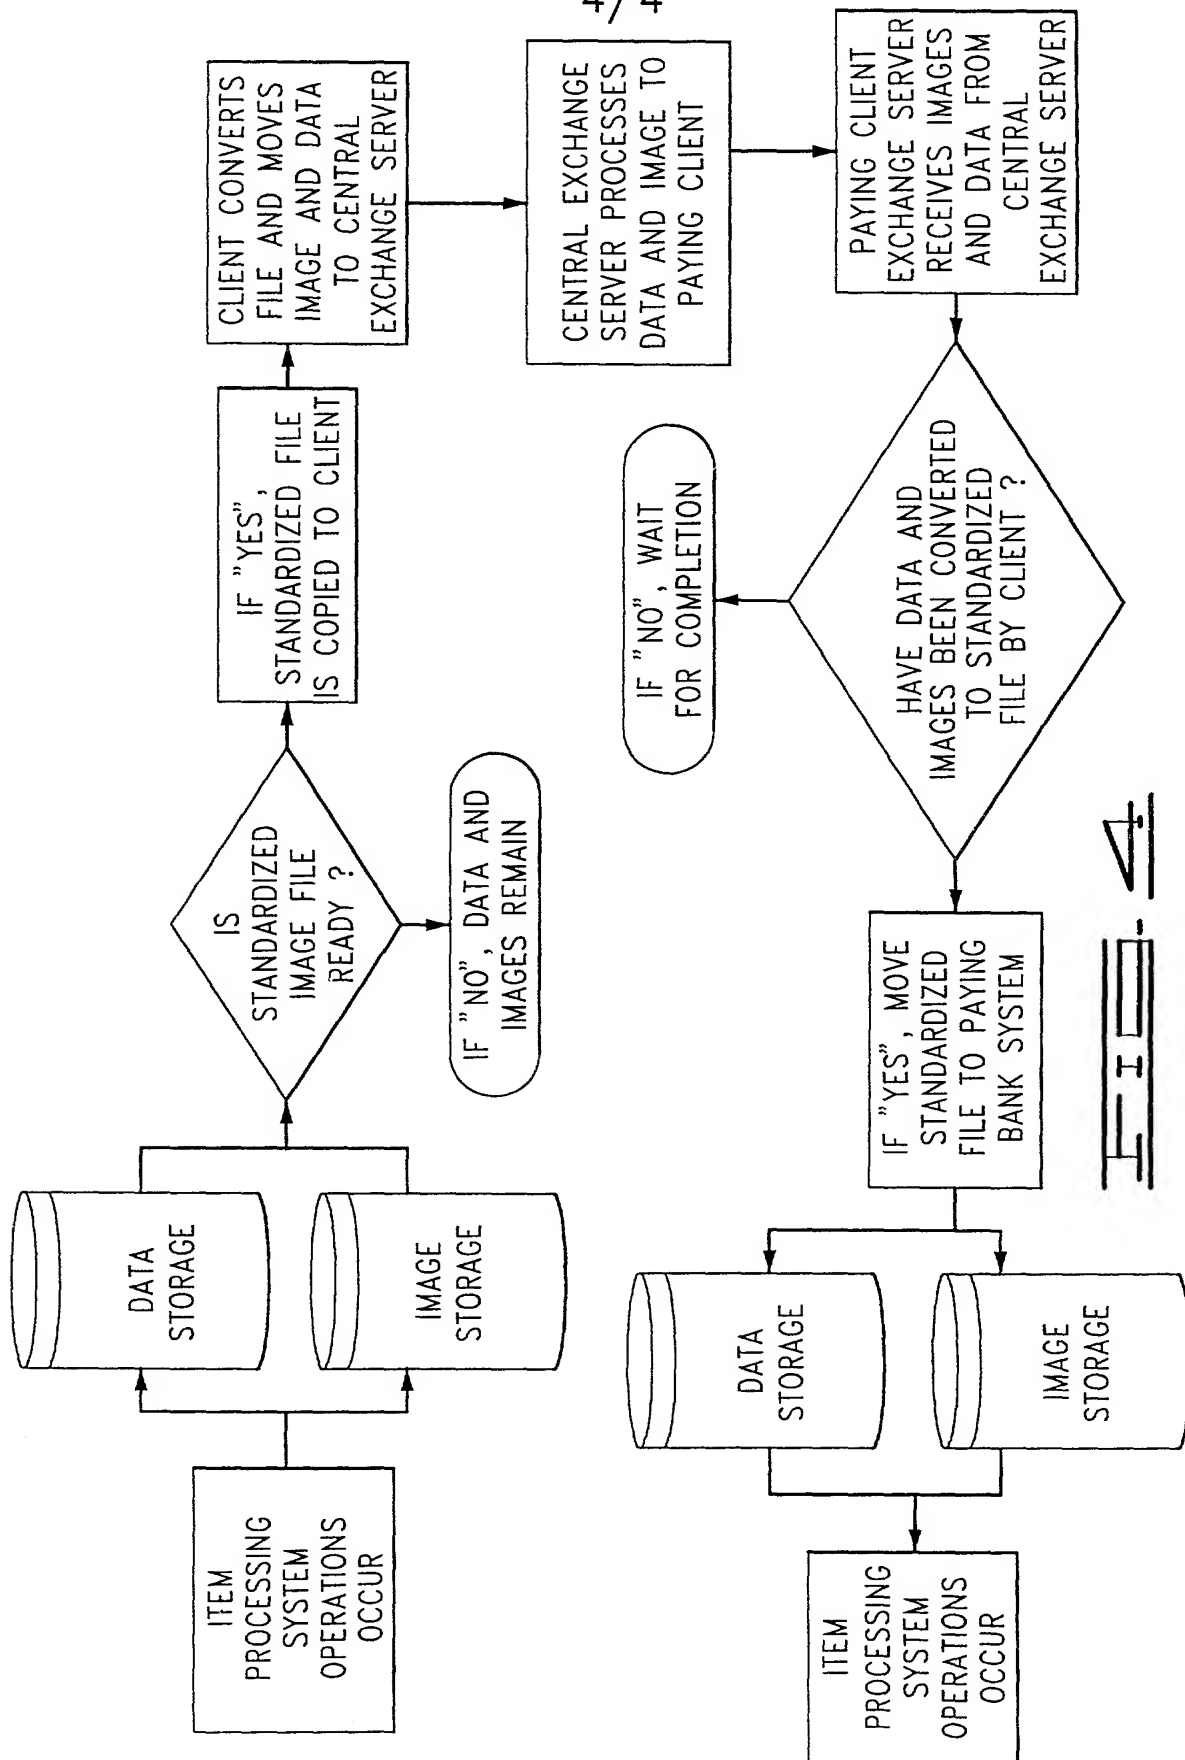 4/4
ITEM
PROCESSING
SYSTEM
OPERATIONS
OCCUR
DATA
STORAGE
IMAGE
STORAGE
IS
STANDARDIZED
IMAGE FILE
READY ?
IF "NO", DATA AND
IMAGES REMAIN
IF "YES",
STANDARDIZED FILE
IS COPIED TO CLIENT
CLIENT CONVERTS
FILE AND MOVES
IMAGE AND DATA
TO CENTRAL
EXCHANGE SERVER
CENTRAL EXCHANGE
SERVER PROCESSES
DATA AND IMAGE TO
PAYING CLIENT
PAYING CLIENT
EXCHANGE SERVER
RECEIVES IMAGES
AND DATA FROM
CENTRAL
EXCHANGE SERVER
HAVE DATA AND
IMAGES BEEN CONVERTED
TO STANDARDIZED
FILE BY CLIENT ?
IF "NO", WAIT
FOR COMPLETION
IF "YES", MOVE
STANDARDIZED
FILE TO PAYING
BANK SYSTEM
DATA
STORAGE
IMAGE
STORAGE
ITEM
PROCESSING
SYSTEM
OPERATIONS
OCCUR
FIG. 4